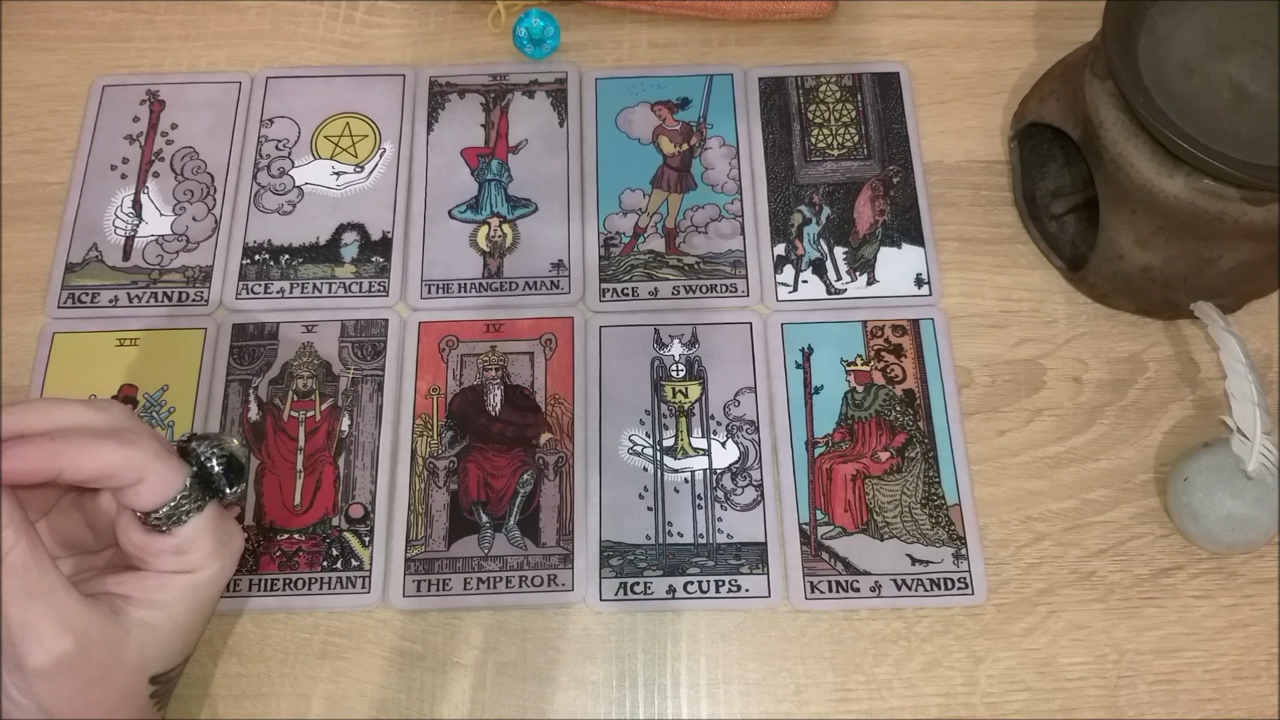 ACE of WANDS.
ACE of PENTACLES
XII
THE HANGED MAN.
PAGE of SWORDS.
VII
V
THE HIEROPHANT
IV
THE EMPEROR.
ACE of CUPS.
KING of WANDS